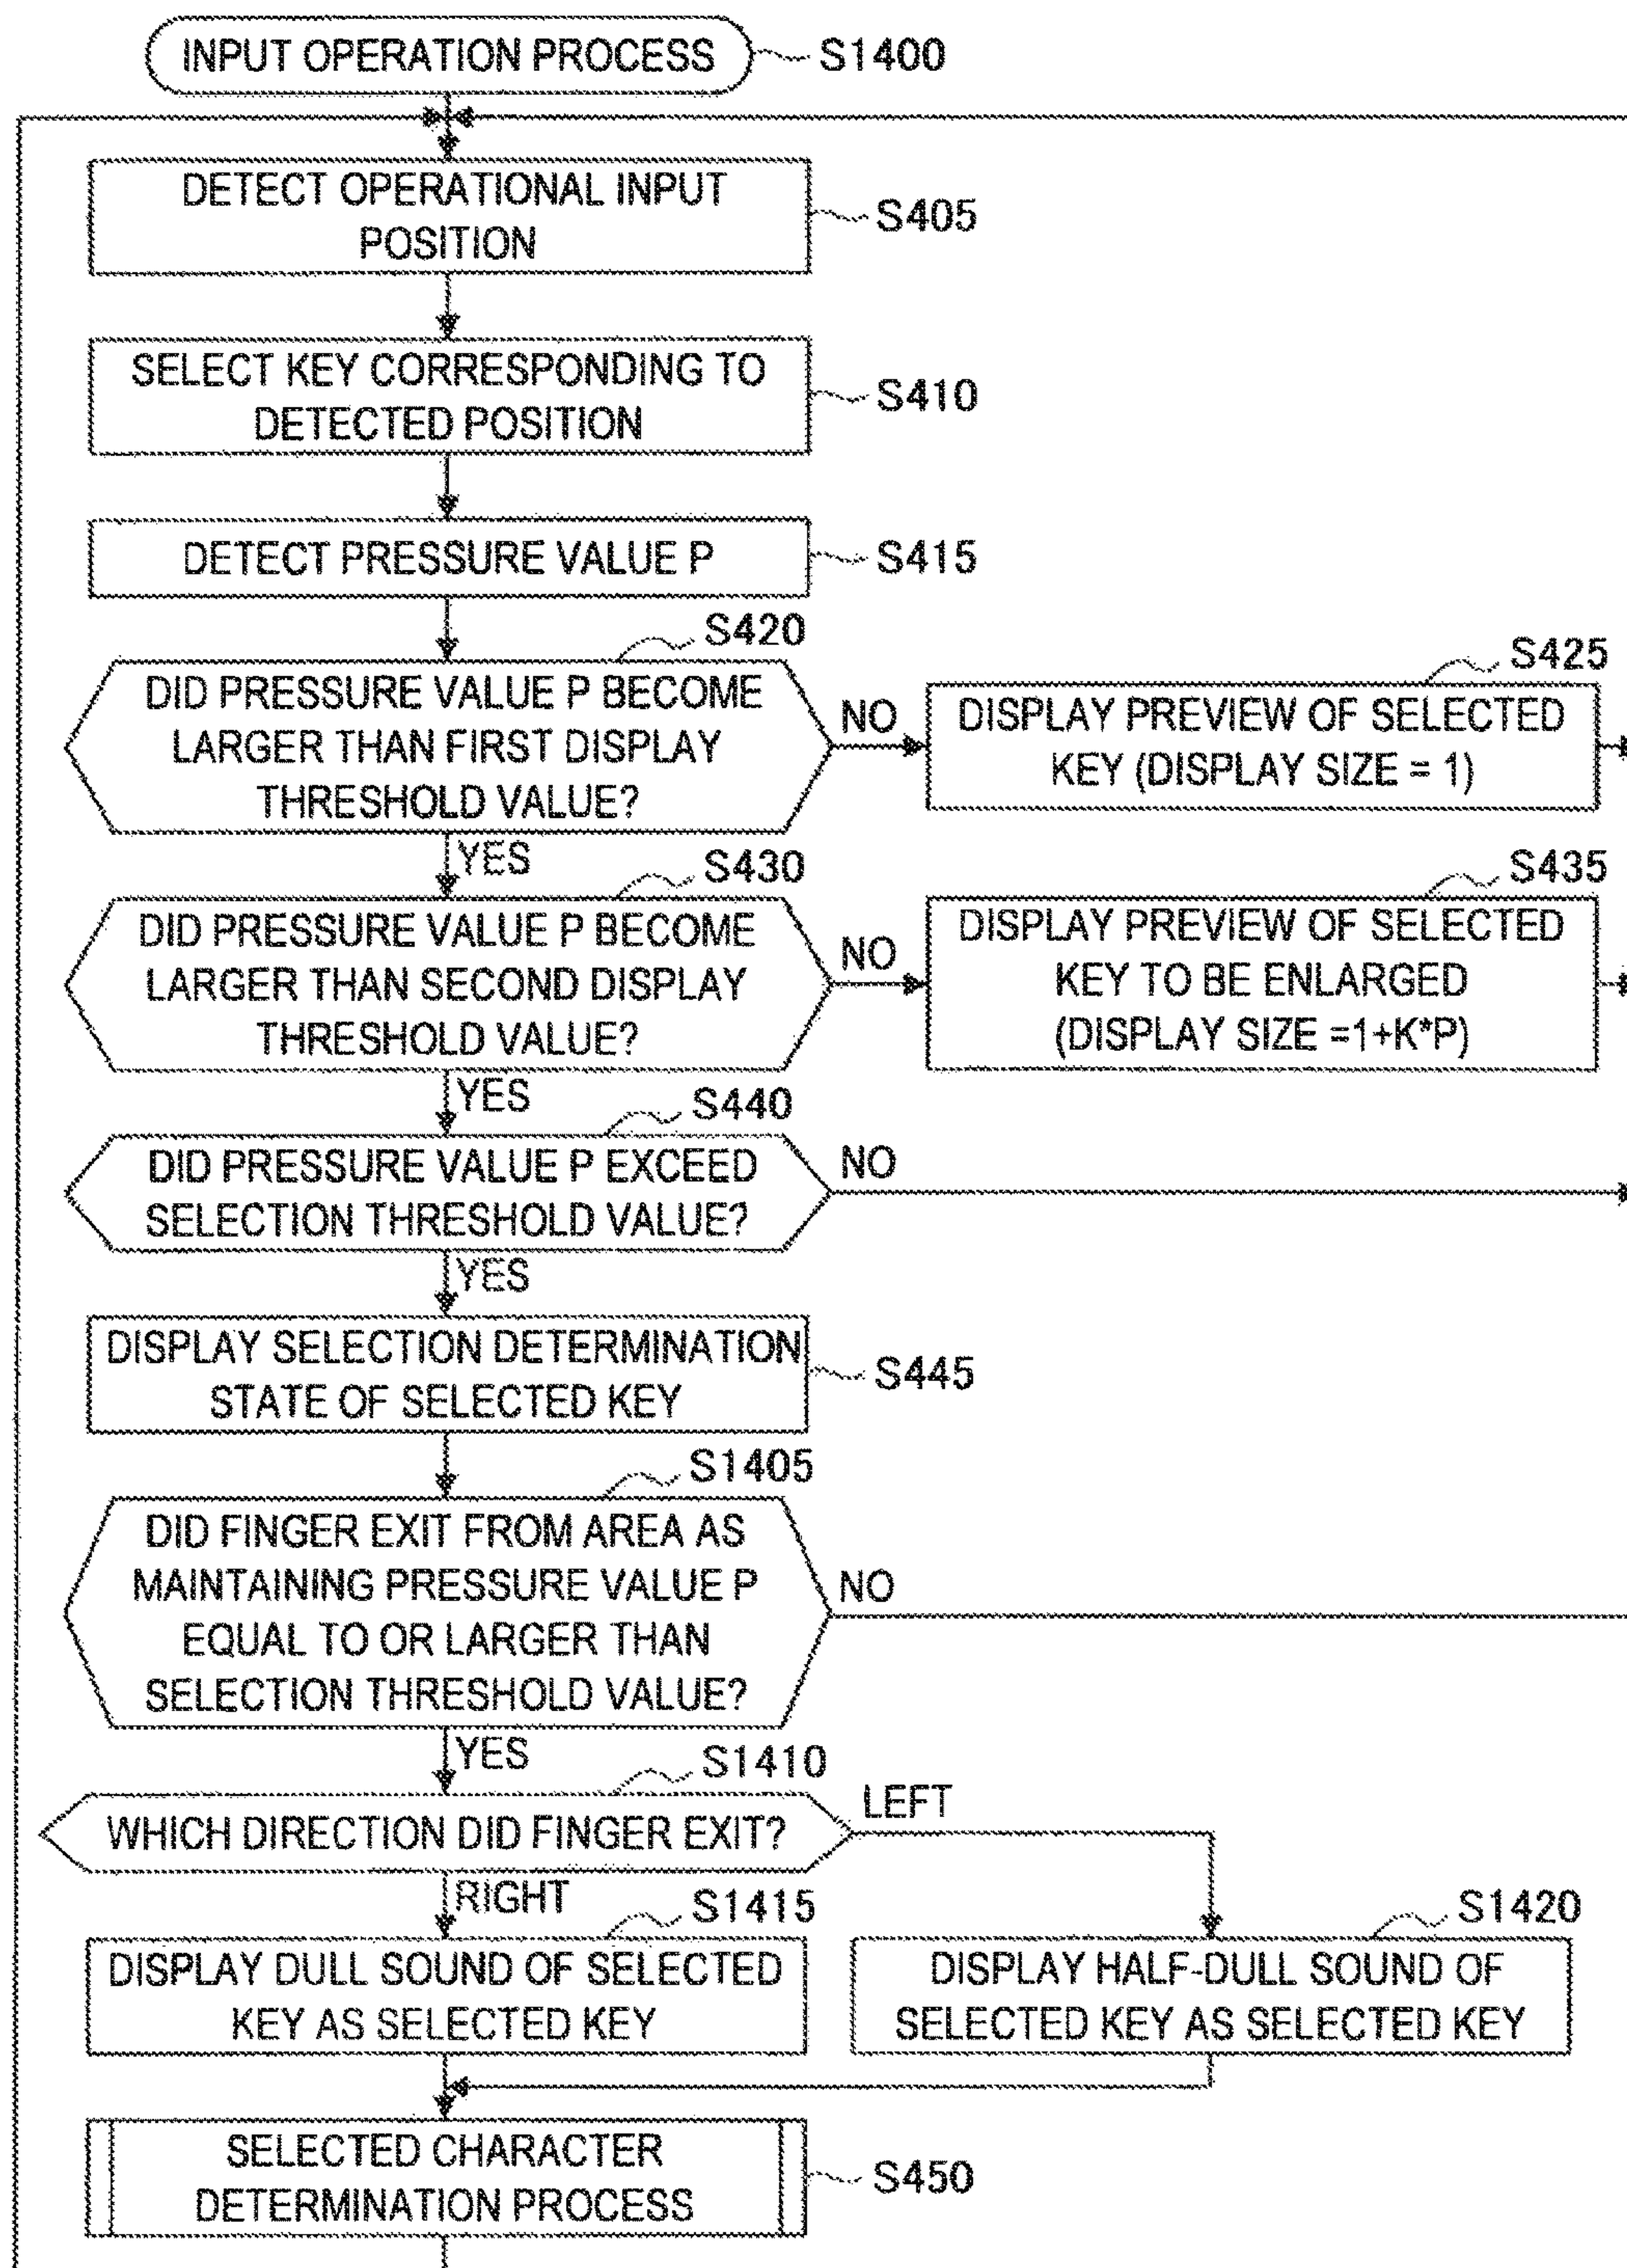 INPUT OPERATION PROCESS
S1400
DETECT OPERATIONAL INPUT
POSITION
S405
SELECT KEY CORRESPONDING TO
DETECTED POSITION
S410
DETECT PRESSURE VALUE P
S415
S420
DID PRESSURE VALUE P BECOME
LARGER THAN FIRST DISPLAY
THRESHOLD VALUE?
NO
S425
DISPLAY PREVIEW OF SELECTED
KEY (DISPLAY SIZE = 1)
YES
S430
DID PRESSURE VALUE P BECOME
LARGER THAN SECOND DISPLAY
THRESHOLD VALUE?
NO
S435
DISPLAY PREVIEW OF SELECTED
KEY TO BE ENLARGED
(DISPLAY SIZE =1+K*P)
YES
S440
DID PRESSURE VALUE P EXCEED
SELECTION THRESHOLD VALUE?
NO
YES
DISPLAY SELECTION DETERMINATION
STATE OF SELECTED KEY
S445
S1405
DID FINGER EXIT FROM AREA AS
MAINTAINING PRESSURE VALUE P
EQUAL TO OR LARGER THAN
SELECTION THRESHOLD VALUE?
NO
YES
S1410
WHICH DIRECTION DID FINGER EXIT?
LEFT
RIGHT
S1415
DISPLAY DULL SOUND OF SELECTED
KEY AS SELECTED KEY
S1420
DISPLAY HALF-DULL SOUND OF
SELECTED KEY AS SELECTED KEY
SELECTED CHARACTER
DETERMINATION PROCESS
S450